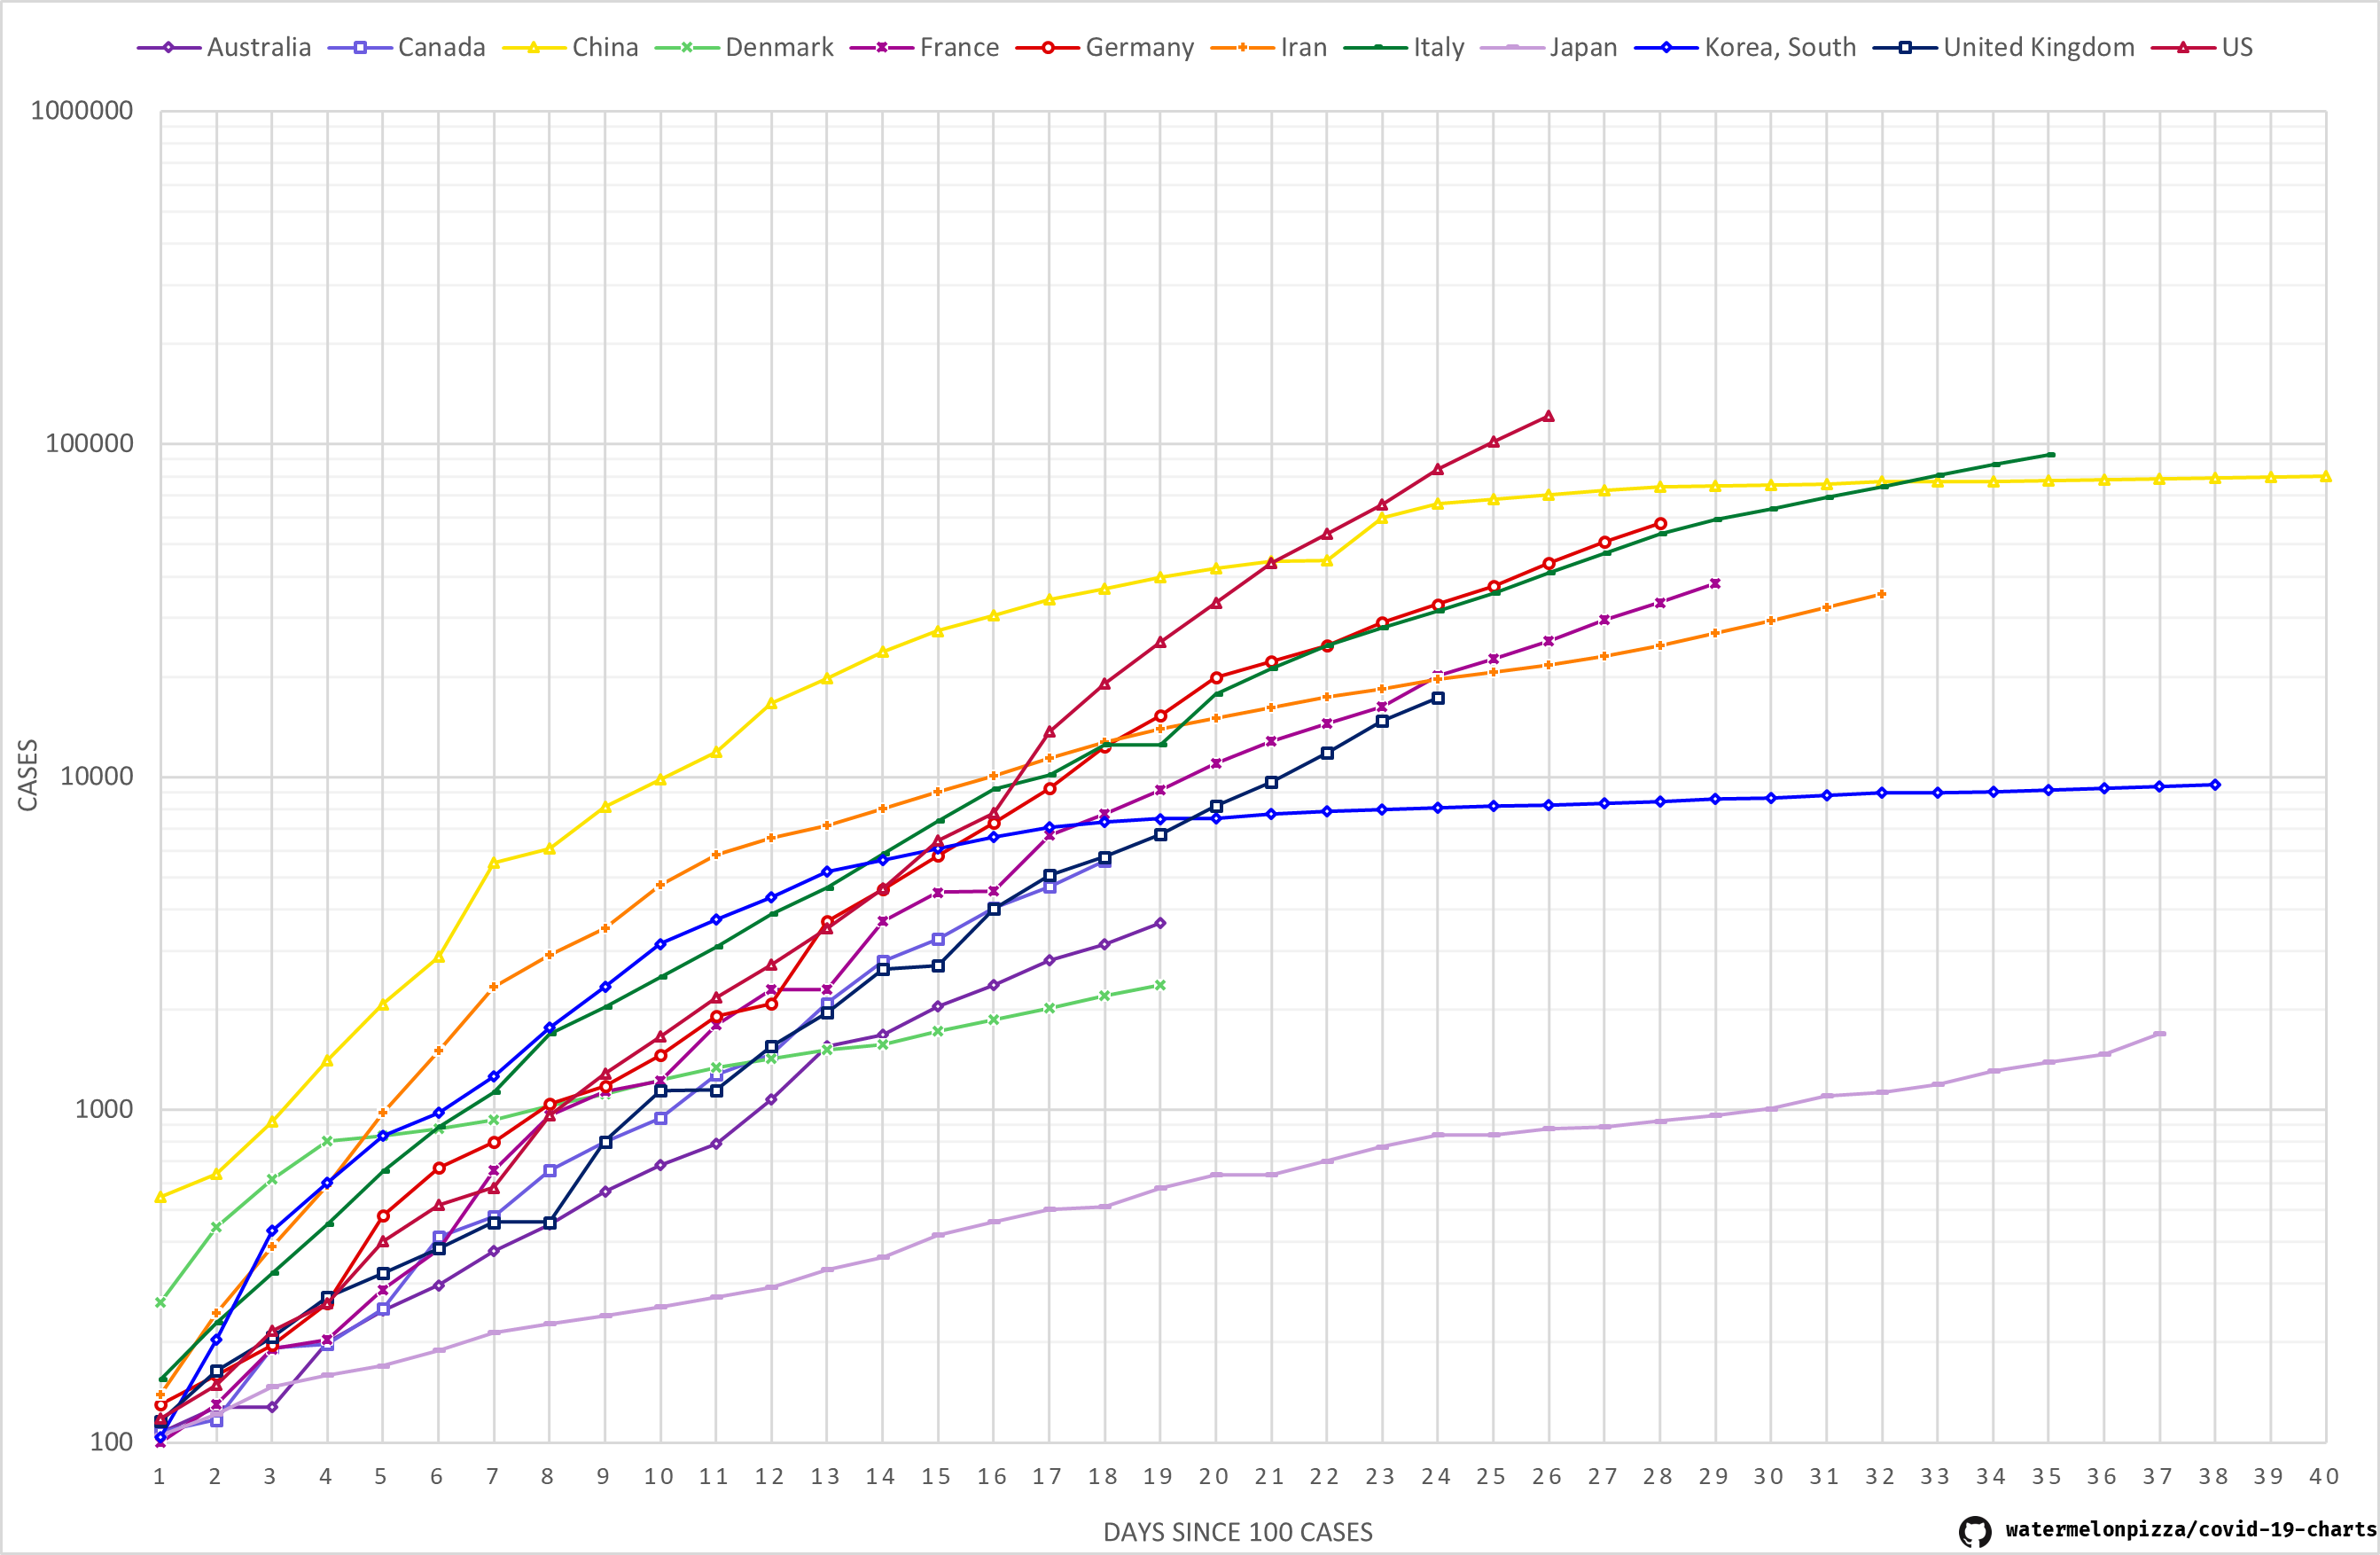 Australia Canada China Denmark France Germany Iran Italy Japan Korea, South United Kingdom US
1000000
100000
10000
1000
100
CASES
1 2 3 4 5 6 7 8 9 10 11 12 13 14 15 16 17 18 19 20 21 22 23 24 25 26 27 28 29 30 31 32 33 34 35 36 37 38 39 40
DAYS SINCE 100 CASES
watermelonpizza/covid-19-charts